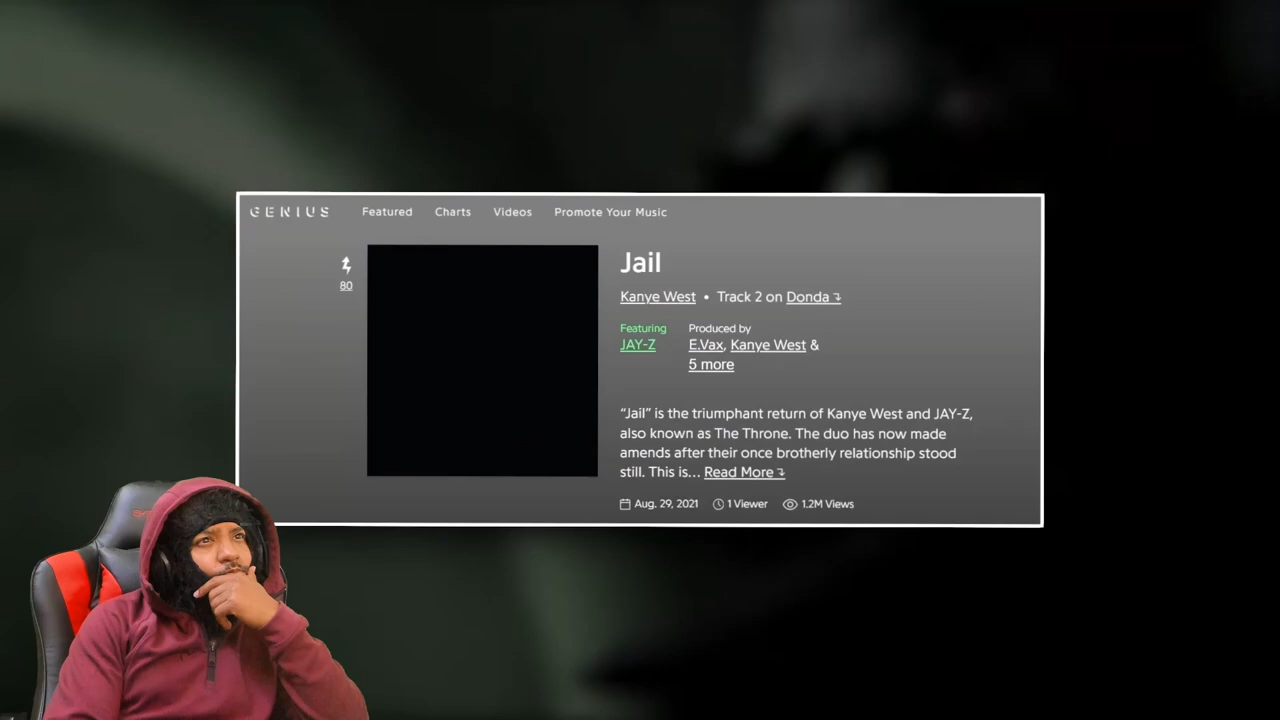 GENIUS Featured Charts Videos Promote Your Music
80
Jail
Kanye West • Track 2 on Donda
Featuring
JAY-Z
Produced by
E.Vax, Kanye West &
5 more
“Jail” is the triumphant return of Kanye West and JAY-Z,
also known as The Throne. The duo has now made
amends after their once brotherly relationship stood
still. This is... Read More
Aug. 29, 2021 1 Viewer 1.2M Views